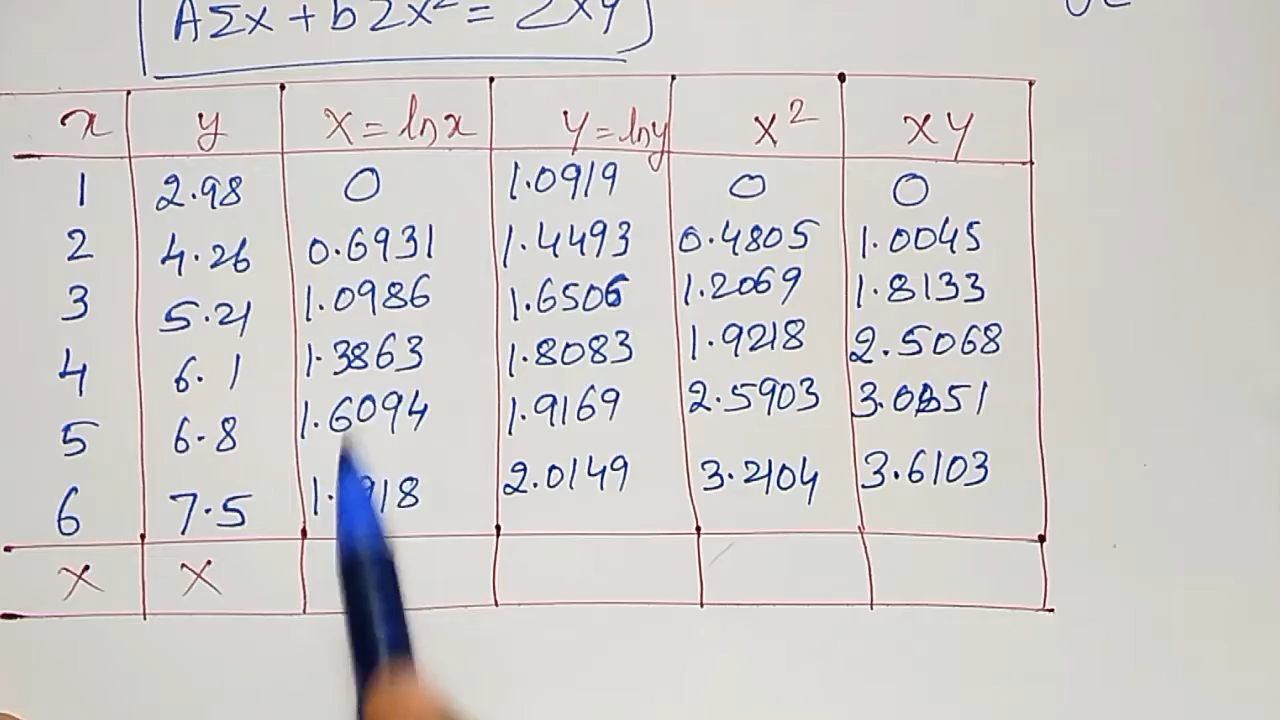 AΣX + bΣX² = ΣXY
x y X = ln x Y = ln y X² XY
1 2.98 0 1.0919 0 0
2 4.26 0.6931 1.4493 0.4805 1.0045
3 5.21 1.0986 1.6506 1.2069 1.8133
4 6.1 1.3863 1.8083 1.9218 2.5068
5 6.8 1.6094 1.9169 2.5903 3.0851
6 7.5 2.0149 3.2104 3.6103
X X